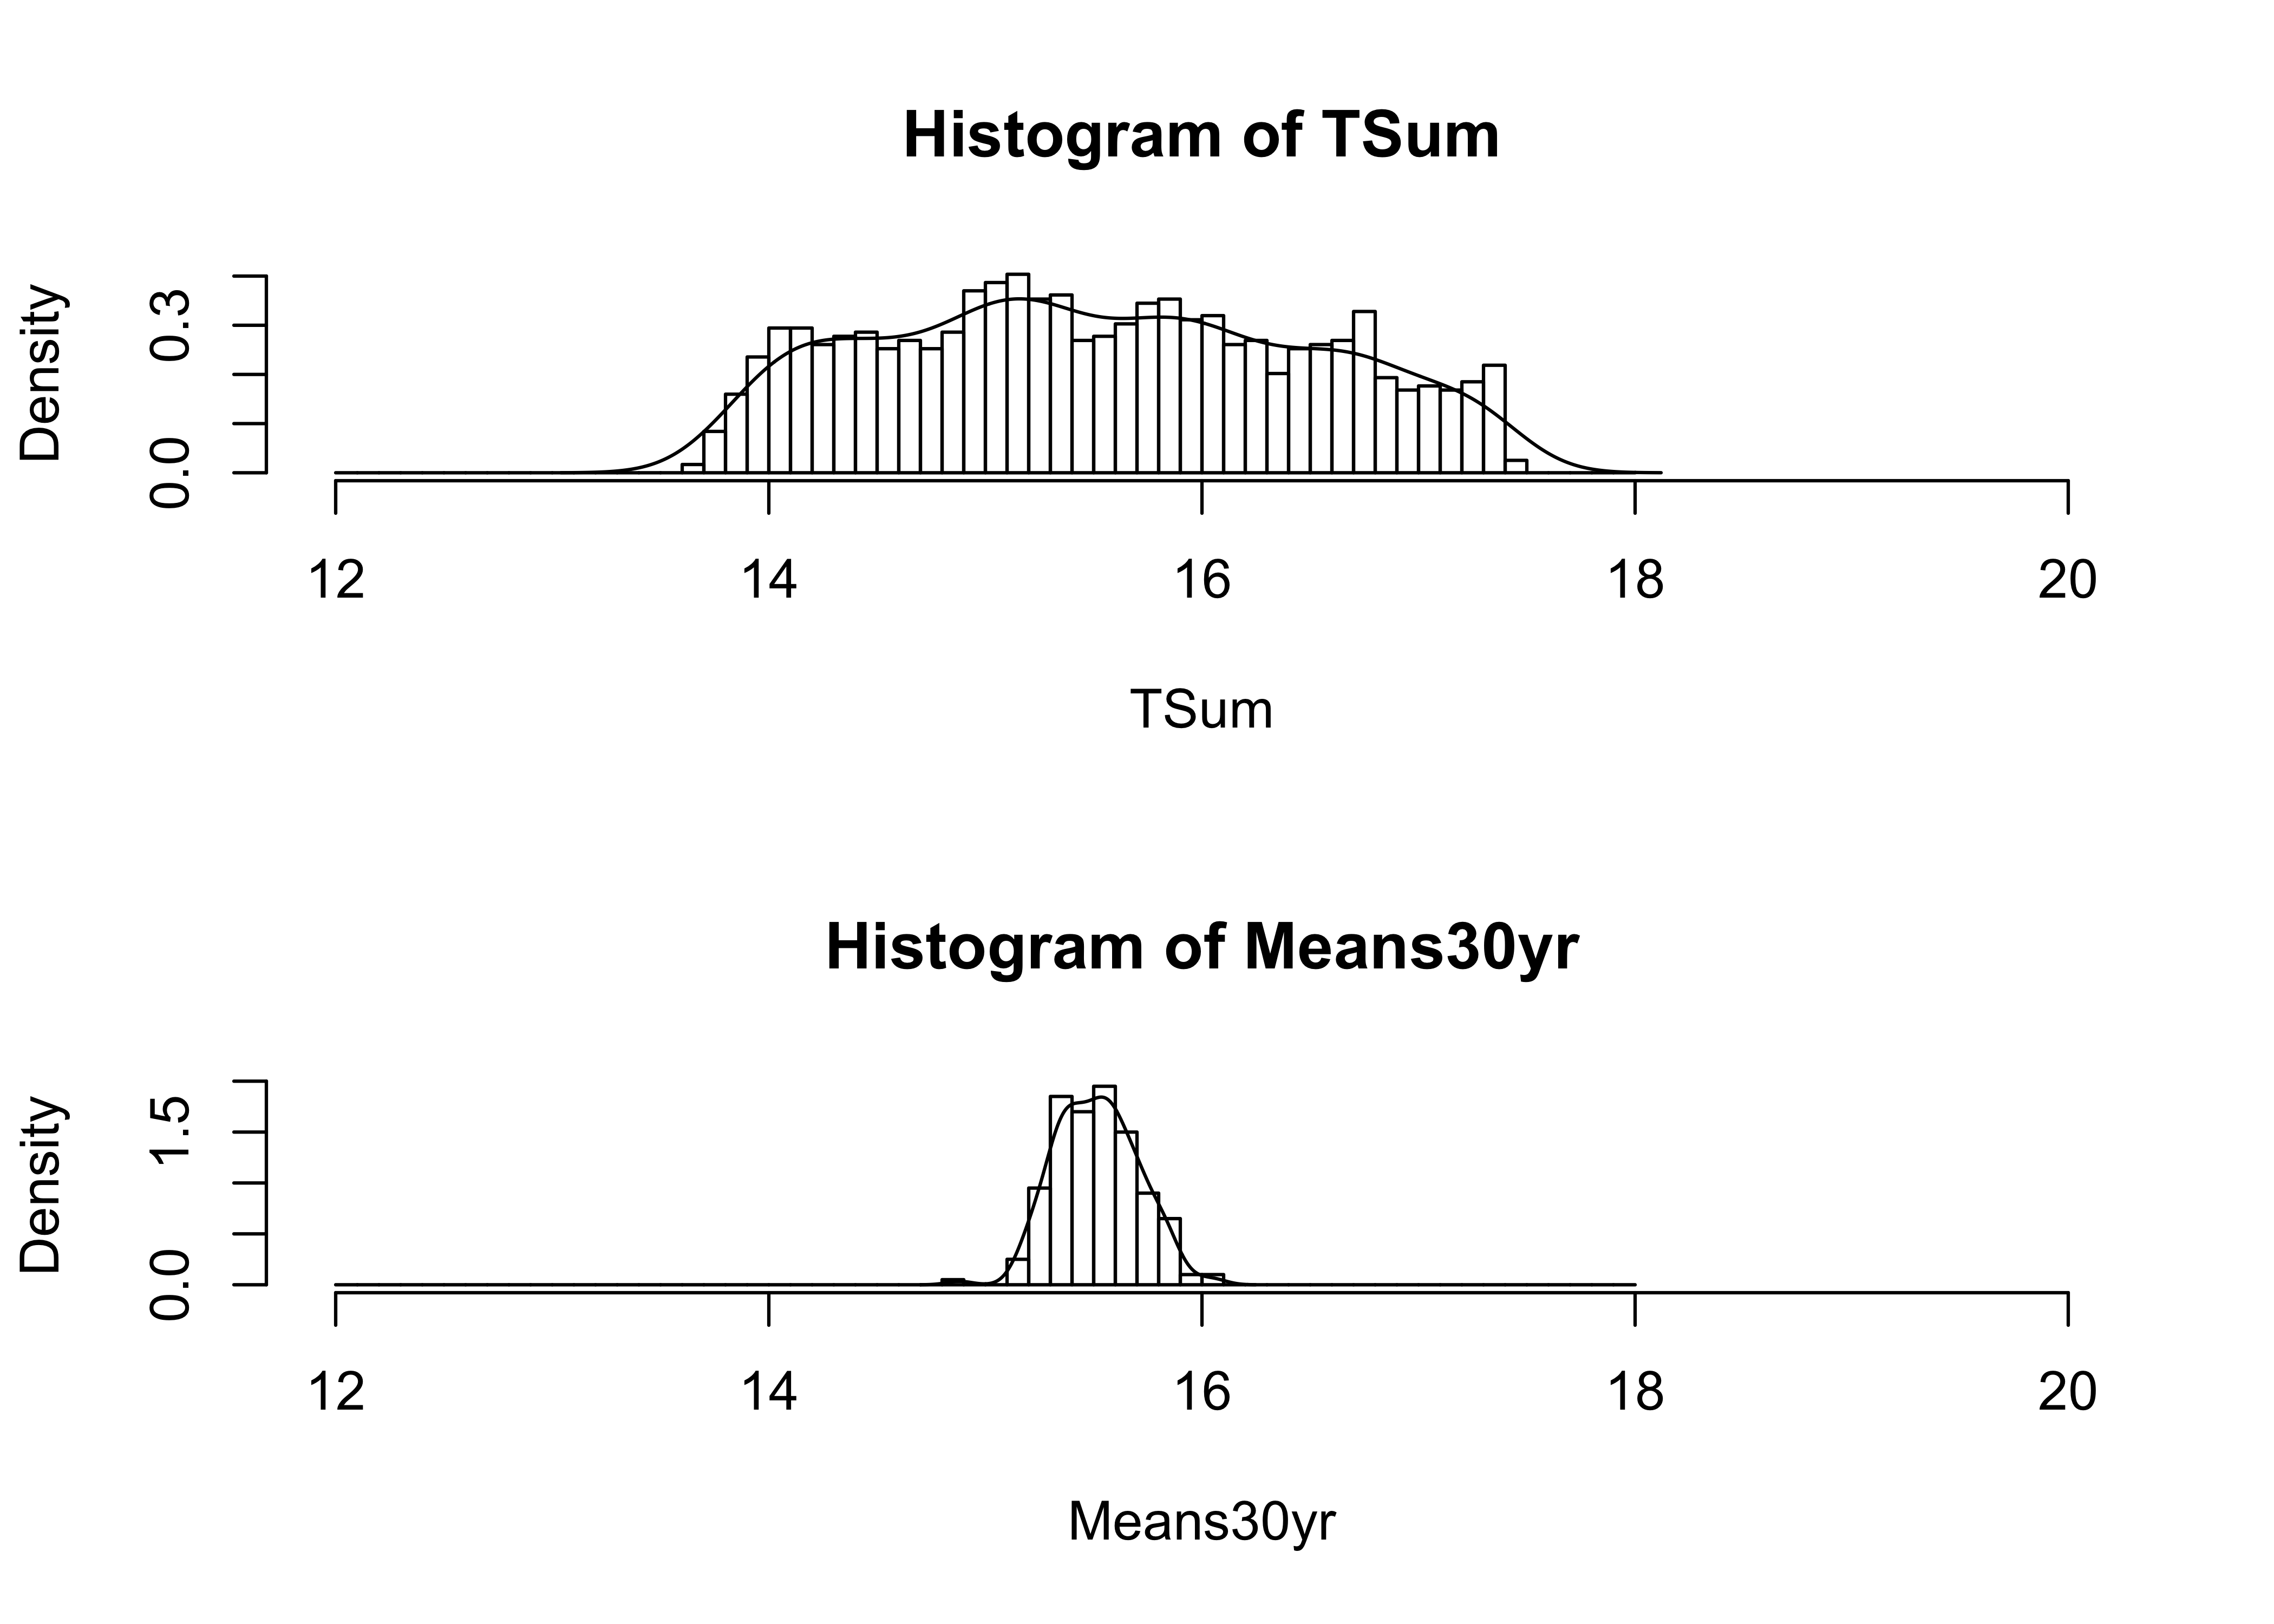 Histogram of TSum
Density
0.0 0.3
12 14 16 18 20
TSum
Histogram of Means30yr
Density
0.0 1.5
12 14 16 18 20
Means30yr